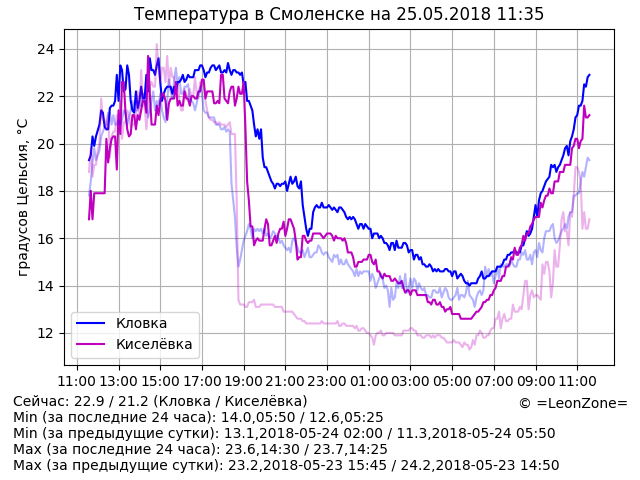 Температура в Смоленске на 25.05.2018 11:35
градусов Цельсия, °C
24
22
20
18
16
14
12
Кловка
Киселёвка
11:00 13:00 15:00 17:00 19:00 21:00 23:00 01:00 03:00 05:00 07:00 09:00 11:00
Сейчас: 22.9 / 21.2 (Кловка / Киселёвка)
© =LeonZone=
Min (за последние 24 часа): 14.0,05:50 / 12.6,05:25
Min (за предыдущие сутки): 13.1,2018-05-24 02:00 / 11.3,2018-05-24 05:50
Max (за последние 24 часа): 23.6,14:30 / 23.7,14:25
Max (за предыдущие сутки): 23.2,2018-05-23 15:45 / 24.2,2018-05-23 14:50